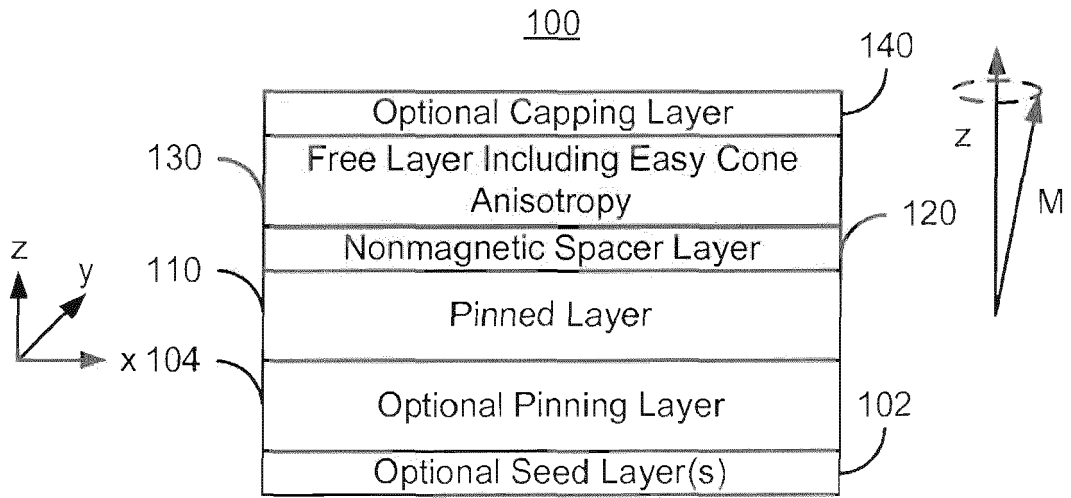 100
140
Optional Capping Layer
130
Free Layer Including Easy Cone
Anisotropy
z
M
120
Nonmagnetic Spacer Layer
z
y
110
Pinned Layer
x 104
Optional Pinning Layer
102
Optional Seed Layer(s)